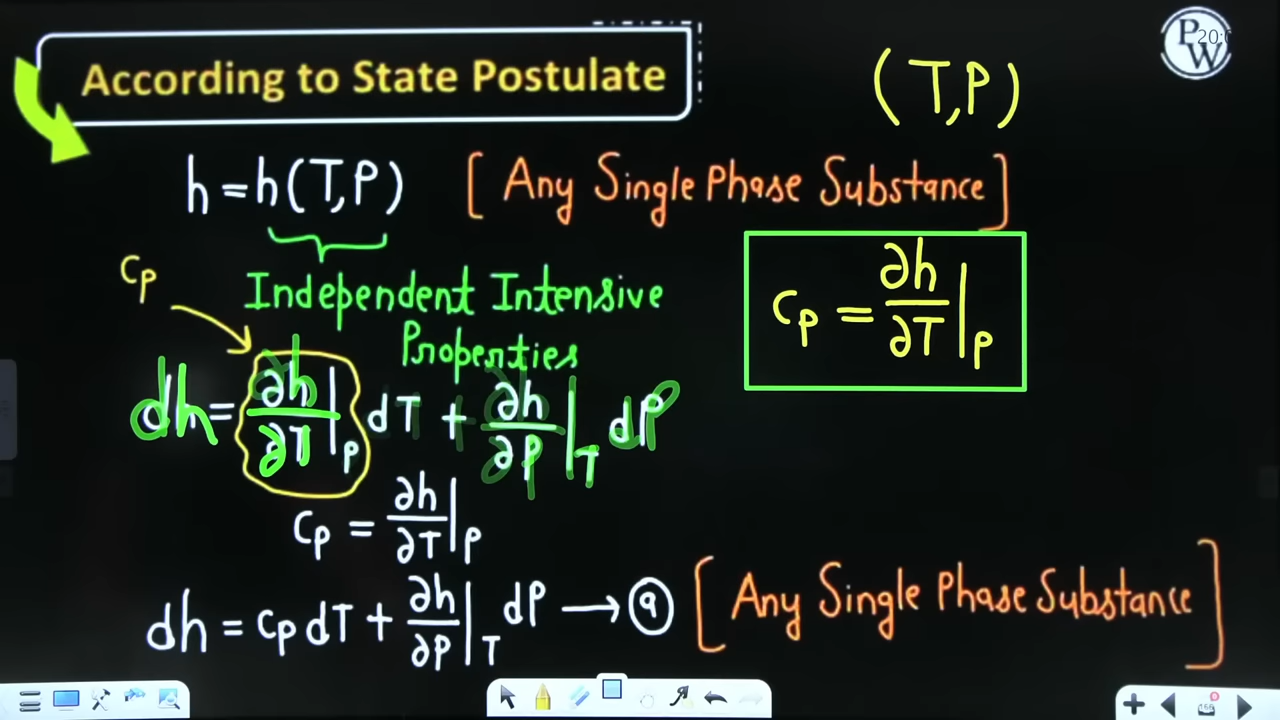 According to State Postulate
(T,P)
PW
h = h(T,P) [Any Single Phase Substance]
cp
Independent Intensive
Properties
cp = ∂h/∂T|P
dh = ∂h/∂T|P dT + ∂h/∂P|T dP
cp = ∂h/∂T|P
dh = cp dT + ∂h/∂P|T dP → ⓐ [Any Single Phase Substance]